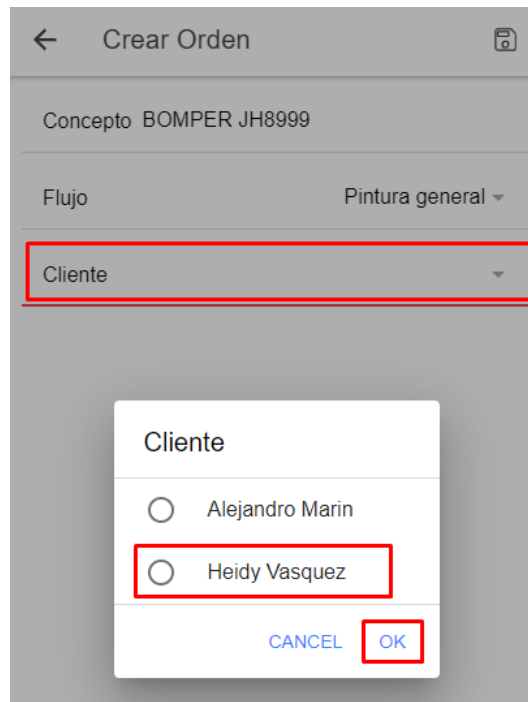 Crear Orden
Concepto BOMPER JH8999
Flujo Pintura general
Cliente
Cliente
Alejandro Marin
Heidy Vasquez
CANCEL OK